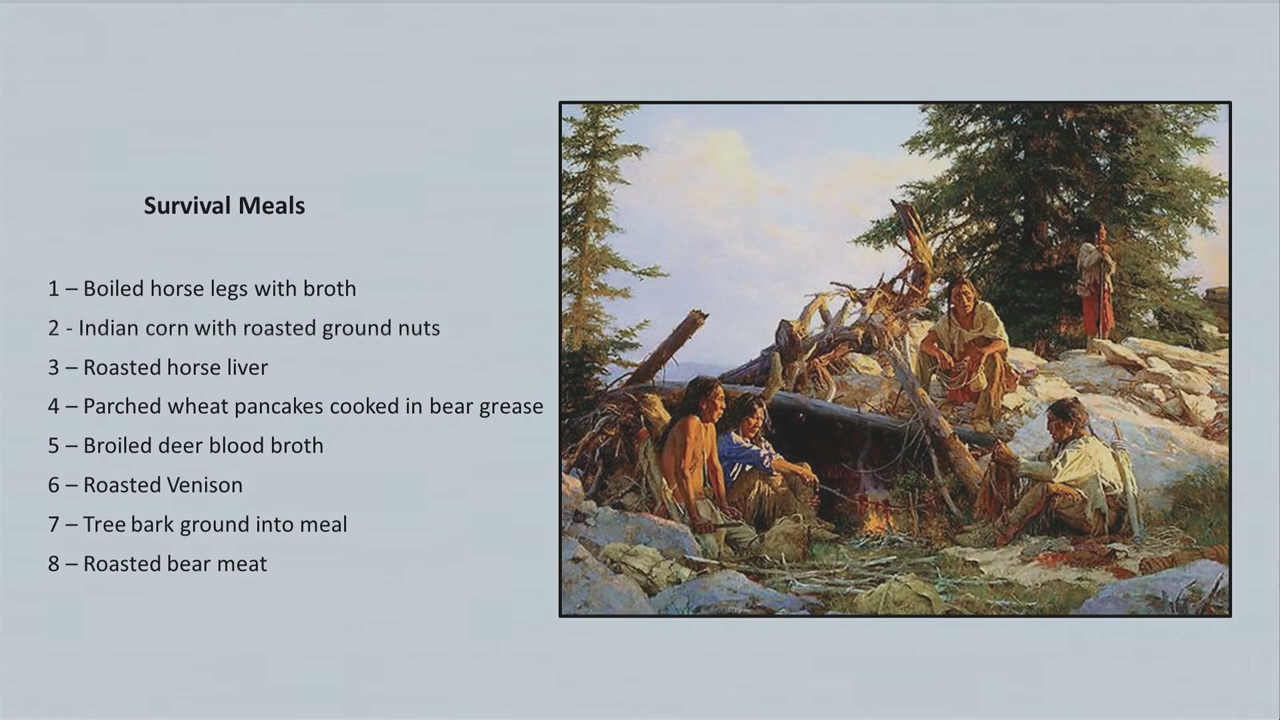 Survival Meals
1 – Boiled horse legs with broth
2 - Indian corn with roasted ground nuts
3 – Roasted horse liver
4 – Parched wheat pancakes cooked in bear grease
5 – Broiled deer blood broth
6 – Roasted Venison
7 – Tree bark ground into meal
8 – Roasted bear meat